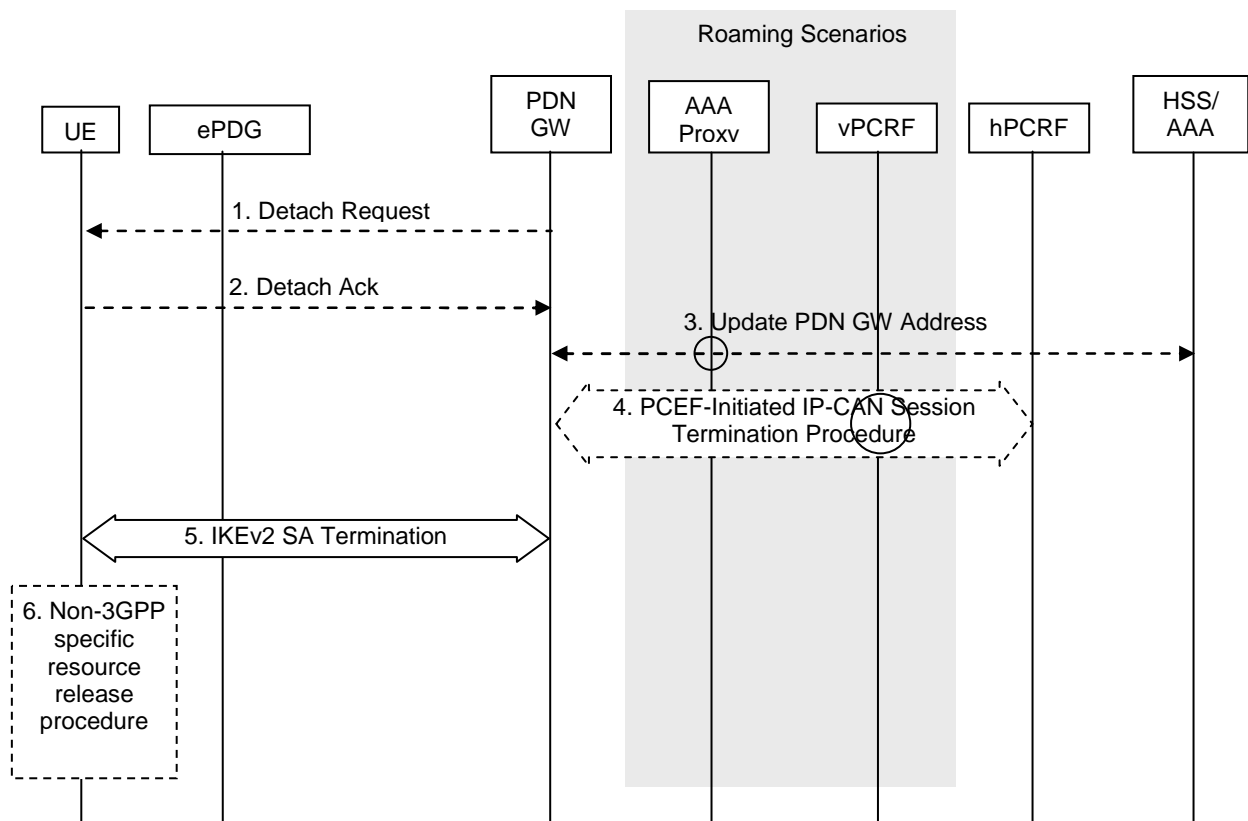 Roaming Scenarios
UE
ePDG
PDN
GW
AAA
Proxv
vPCRF
hPCRF
HSS/
AAA
1. Detach Request
2. Detach Ack
3. Update PDN GW Address
4. PCEF-Initiated IP-CAN Session
Termination Procedure
5. IKEv2 SA Termination
6. Non-3GPP
specific
resource
release
procedure